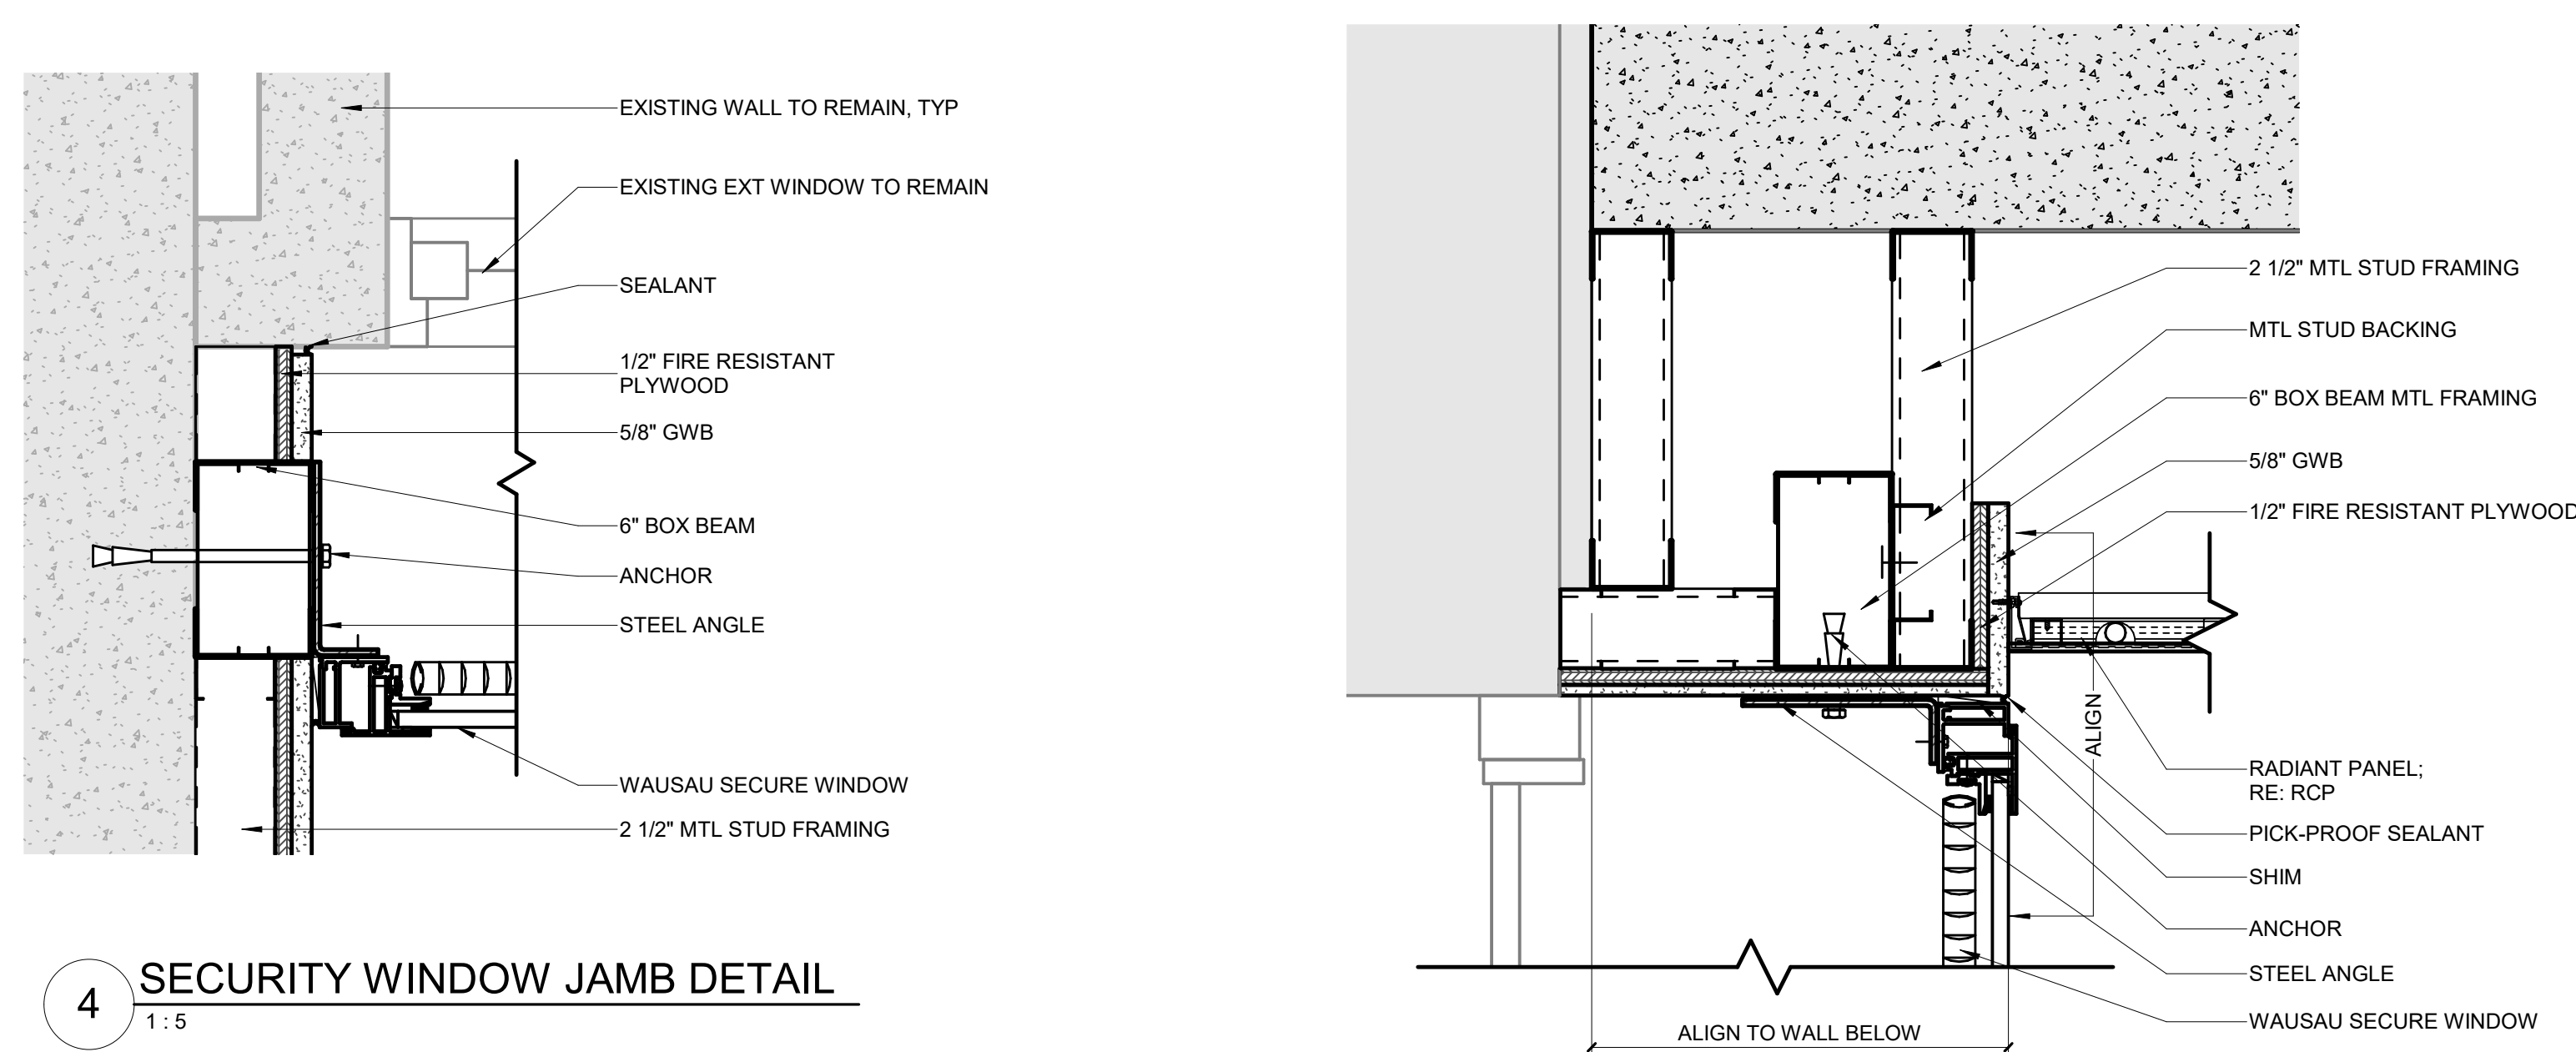 EXISTING WALL TO REMAIN, TYP
EXISTING EXT WINDOW TO REMAIN
SEALANT
1/2" FIRE RESISTANT
PLYWOOD
5/8" GWB
6" BOX BEAM
ANCHOR
STEEL ANGLE
WAUSAU SECURE WINDOW
2 1/2" MTL STUD FRAMING
4
SECURITY WINDOW JAMB DETAIL
1 : 5
2 1/2" MTL STUD FRAMING
MTL STUD BACKING
6" BOX BEAM MTL FRAMING
5/8" GWB
1/2" FIRE RESISTANT PLYWOOD
ALIGN
RADIANT PANEL;
RE: RCP
PICK-PROOF SEALANT
SHIM
ANCHOR
STEEL ANGLE
WAUSAU SECURE WINDOW
ALIGN TO WALL BELOW